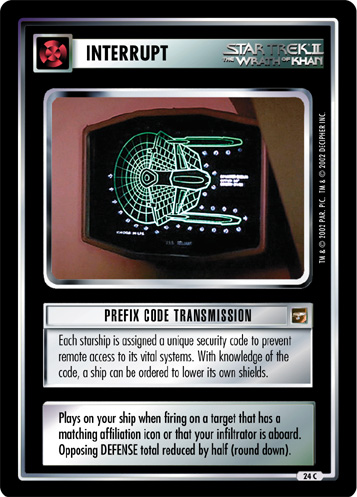 INTERRUPT
STAR TREK II
THE WRATH OF KHAN
TM & © 2002 PAR. PIC. TM & © 2002 DECIPHER INC.
PREFIX CODE TRANSMISSION
Each starship is assigned a unique security code to prevent
remote access to its vital systems. With knowledge of the
code, a ship can be ordered to lower its own shields.
Plays on your ship when firing on a target that has a
matching affiliation icon or that your infiltrator is aboard.
Opposing DEFENSE total reduced by half (round down).
24 C